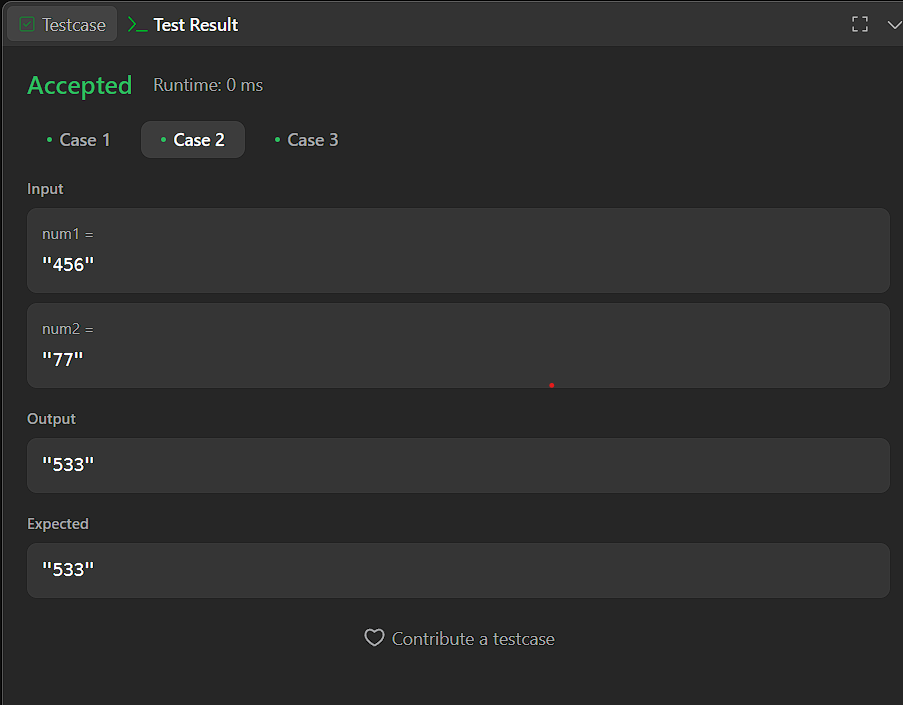 Testcase Test Result
Accepted Runtime: 0 ms
Case 1 Case 2 Case 3
Input
num1 =
"456"
num2 =
"77"
Output
"533"
Expected
"533"
Contribute a testcase